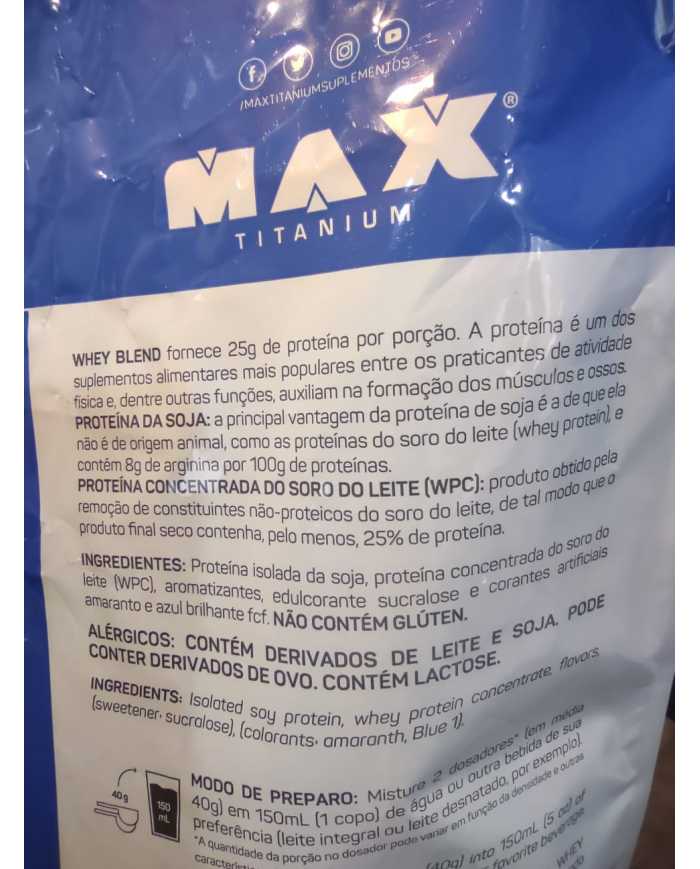 /MAXTITANIUMSUPLEMENTOS
MAX®
TITANIUM
WHEY BLEND fornece 25g de proteína por porção. A proteína é um dos
suplementos alimentares mais populares entre os praticantes de atividade
física e, dentre outras funções, auxiliam na formação dos músculos e ossos.
PROTEÍNA DA SOJA: a principal vantagem da proteína de soja é a de que ela
não é de origem animal, como as proteínas do soro do leite (whey protein), e
contém 8g de arginina por 100g de proteínas.
PROTEÍNA CONCENTRADA DO SORO DO LEITE (WPC): produto obtido pela
remoção de constituintes não-proteicos do soro do leite, de tal modo que o
produto final seco contenha, pelo menos, 25% de proteína.
INGREDIENTES: Proteína isolada da soja, proteína concentrada do soro do
leite (WPC), aromatizantes, edulcorante sucralose e corantes artificiais
amaranto e azul brilhante fcf. NÃO CONTÉM GLÚTEN.
ALÉRGICOS: CONTÉM DERIVADOS DE LEITE E SOJA. PODE
CONTER DERIVADOS DE OVO. CONTÉM LACTOSE.
INGREDIENTS: Isolated soy protein, whey protein concentrate, flavors,
(sweetener: sucralose), (colorants: amaranth, Blue 1).
40g
150
mL
MODO DE PREPARO: Misture 2 dosadores* (em média
40g) em 150mL (1 copo) de água ou outra bebida de sua
preferência (leite integral ou leite desnatado, por exemplo).
*A quantidade da porção no dosador pode variar em função da densidade e outras
(40g) into 150mL (5 oz) of
favorite beverage
WHEY